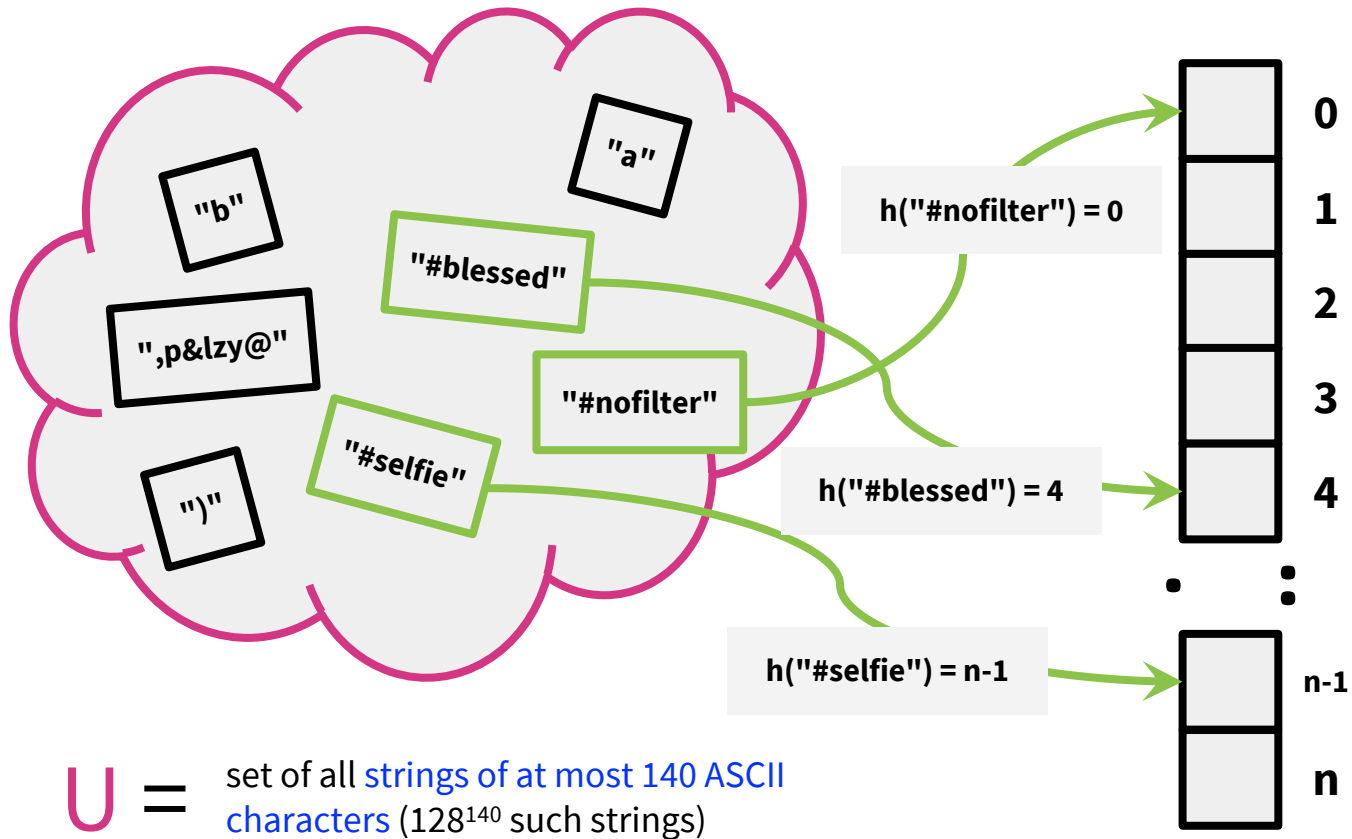 "a"
"b"
"#blessed"
",p&lzy@"
"#nofilter"
"#selfie"
")"
h("#nofilter") = 0
h("#blessed") = 4
h("#selfie") = n-1
0
1
2
3
4
n-1
n
U = set of all strings of at most 140 ASCII
characters (128¹⁴⁰ such strings)